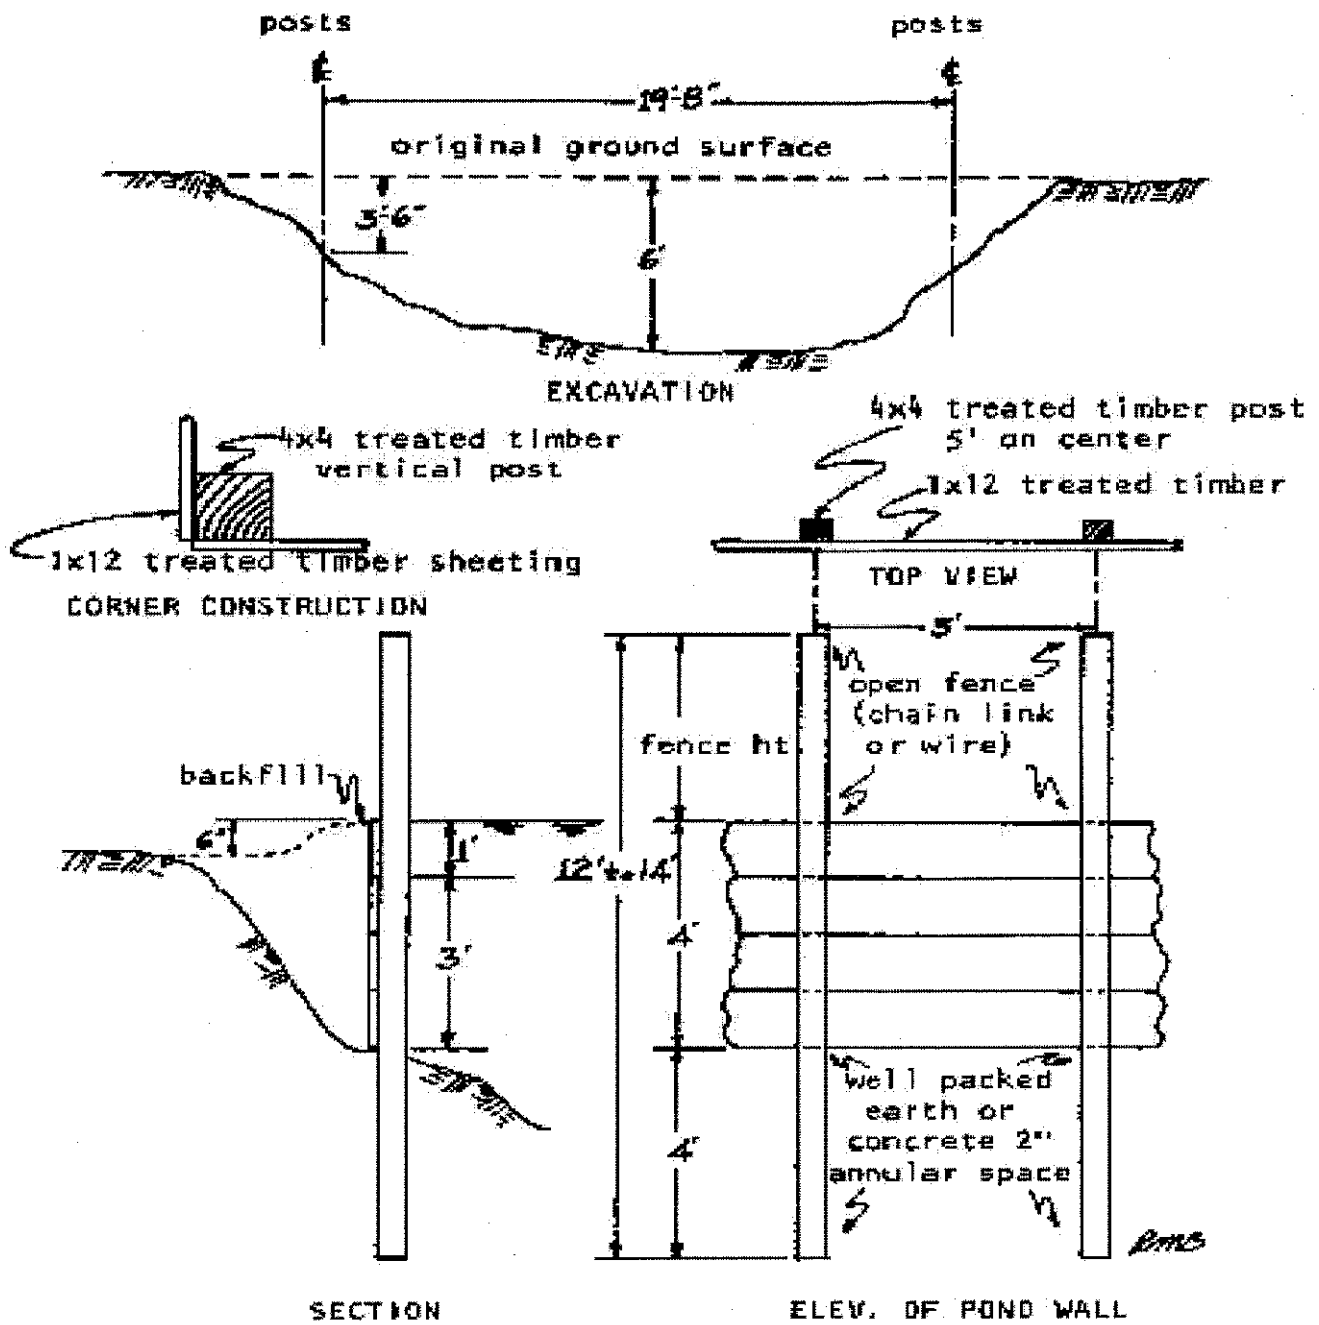 posts
posts
℄
℄
19'-8"
original ground surface
3'-6"
6'
EXCAVATION
4x4 treated timber
vertical post
1x12 treated timber sheeting
CORNER CONSTRUCTION
4x4 treated timber post
5' on center
1x12 treated timber
TOP VIEW
5'
open fence
(chain link
or wire)
fence ht.
backfill
6"
1'
12' to 14'
3'
4'
4'
well packed
earth or
concrete 2"
annular space
RMS
SECTION
ELEV. OF POND WALL